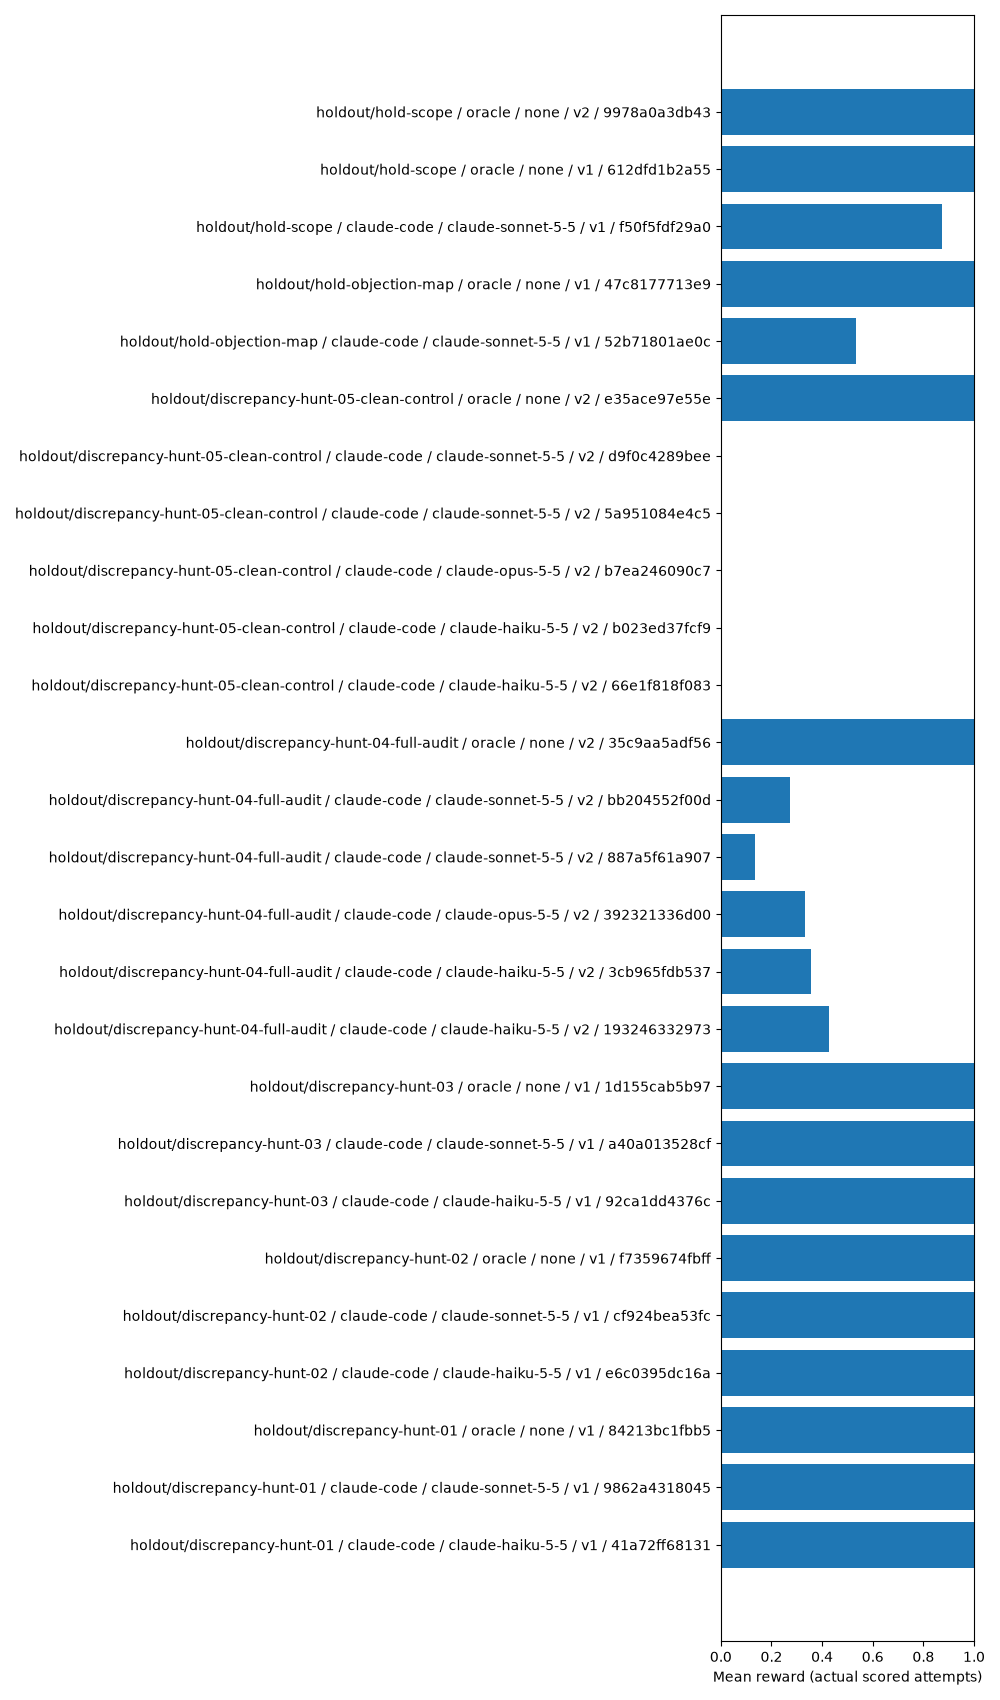 holdout/hold-scope / oracle / none / v2 / 9978a0a3db43
holdout/hold-scope / oracle / none / v1 / 612dfd1b2a55
holdout/hold-scope / claude-code / claude-sonnet-5-5 / v1 / f50f5fdf29a0
holdout/hold-objection-map / oracle / none / v1 / 47c8177713e9
holdout/hold-objection-map / claude-code / claude-sonnet-5-5 / v1 / 52b71801ae0c
holdout/discrepancy-hunt-05-clean-control / oracle / none / v2 / e35ace97e55e
holdout/discrepancy-hunt-05-clean-control / claude-code / claude-sonnet-5-5 / v2 / d9f0c4289bee
holdout/discrepancy-hunt-05-clean-control / claude-code / claude-sonnet-5-5 / v2 / 5a951084e4c5
holdout/discrepancy-hunt-05-clean-control / claude-code / claude-opus-5-5 / v2 / b7ea246090c7
holdout/discrepancy-hunt-05-clean-control / claude-code / claude-haiku-5-5 / v2 / b023ed37fcf9
holdout/discrepancy-hunt-05-clean-control / claude-code / claude-haiku-5-5 / v2 / 66e1f818f083
holdout/discrepancy-hunt-04-full-audit / oracle / none / v2 / 35c9aa5adf56
holdout/discrepancy-hunt-04-full-audit / claude-code / claude-sonnet-5-5 / v2 / bb204552f00d
holdout/discrepancy-hunt-04-full-audit / claude-code / claude-sonnet-5-5 / v2 / 887a5f61a907
holdout/discrepancy-hunt-04-full-audit / claude-code / claude-opus-5-5 / v2 / 392321336d00
holdout/discrepancy-hunt-04-full-audit / claude-code / claude-haiku-5-5 / v2 / 3cb965fdb537
holdout/discrepancy-hunt-04-full-audit / claude-code / claude-haiku-5-5 / v2 / 193246332973
holdout/discrepancy-hunt-03 / oracle / none / v1 / 1d155cab5b97
holdout/discrepancy-hunt-03 / claude-code / claude-sonnet-5-5 / v1 / a40a013528cf
holdout/discrepancy-hunt-03 / claude-code / claude-haiku-5-5 / v1 / 92ca1dd4376c
holdout/discrepancy-hunt-02 / oracle / none / v1 / f7359674fbff
holdout/discrepancy-hunt-02 / claude-code / claude-sonnet-5-5 / v1 / cf924bea53fc
holdout/discrepancy-hunt-02 / claude-code / claude-haiku-5-5 / v1 / e6c0395dc16a
holdout/discrepancy-hunt-01 / oracle / none / v1 / 84213bc1fbb5
holdout/discrepancy-hunt-01 / claude-code / claude-sonnet-5-5 / v1 / 9862a4318045
holdout/discrepancy-hunt-01 / claude-code / claude-haiku-5-5 / v1 / 41a72ff68131
0.0 0.2 0.4 0.6 0.8 1.0
Mean reward (actual scored attempts)